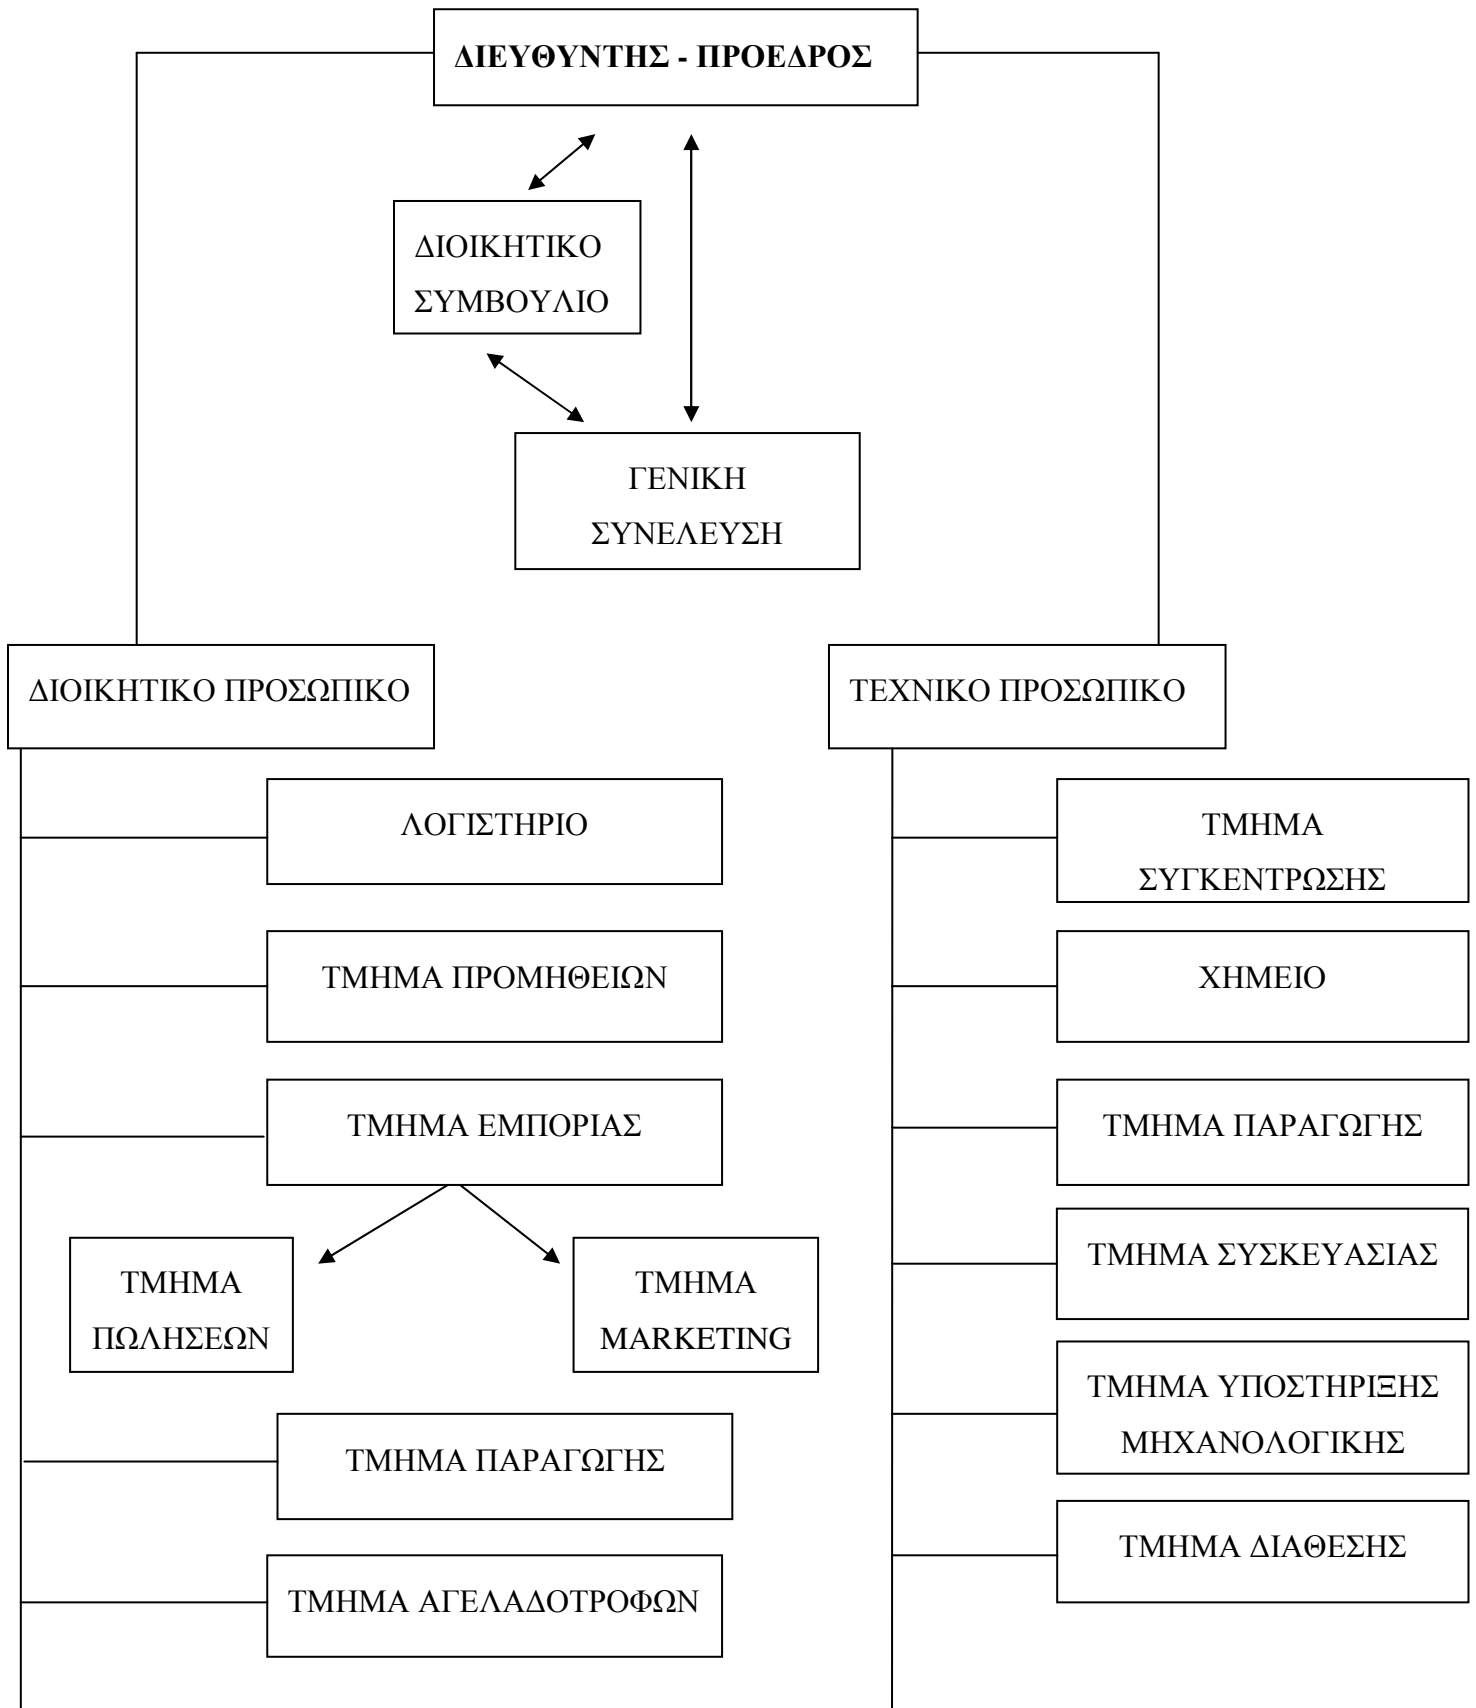 ΔΙΕΥΘΥΝΤΗΣ - ΠΡΟΕΔΡΟΣ
ΔΙΟΙΚΗΤΙΚΟ
ΣΥΜΒΟΥΛΙΟ
ΓΕΝΙΚΗ
ΣΥΝΕΛΕΥΣΗ
ΔΙΟΙΚΗΤΙΚΟ ΠΡΟΣΩΠΙΚΟ
ΛΟΓΙΣΤΗΡΙΟ
ΤΜΗΜΑ ΠΡΟΜΗΘΕΙΩΝ
ΤΜΗΜΑ ΕΜΠΟΡΙΑΣ
ΤΜΗΜΑ
ΠΩΛΗΣΕΩΝ
ΤΜΗΜΑ
MARKETING
ΤΜΗΜΑ ΠΑΡΑΓΩΓΗΣ
ΤΜΗΜΑ ΑΓΕΛΑΔΟΤΡΟΦΩΝ
ΤΕΧΝΙΚΟ ΠΡΟΣΩΠΙΚΟ
ΤΜΗΜΑ
ΣΥΓΚΕΝΤΡΩΣΗΣ
ΧΗΜΕΙΟ
ΤΜΗΜΑ ΠΑΡΑΓΩΓΗΣ
ΤΜΗΜΑ ΣΥΣΚΕΥΑΣΙΑΣ
ΤΜΗΜΑ ΥΠΟΣΤΗΡΙΞΗΣ
ΜΗΧΑΝΟΛΟΓΙΚΗΣ
ΤΜΗΜΑ ΔΙΑΘΕΣΗΣ